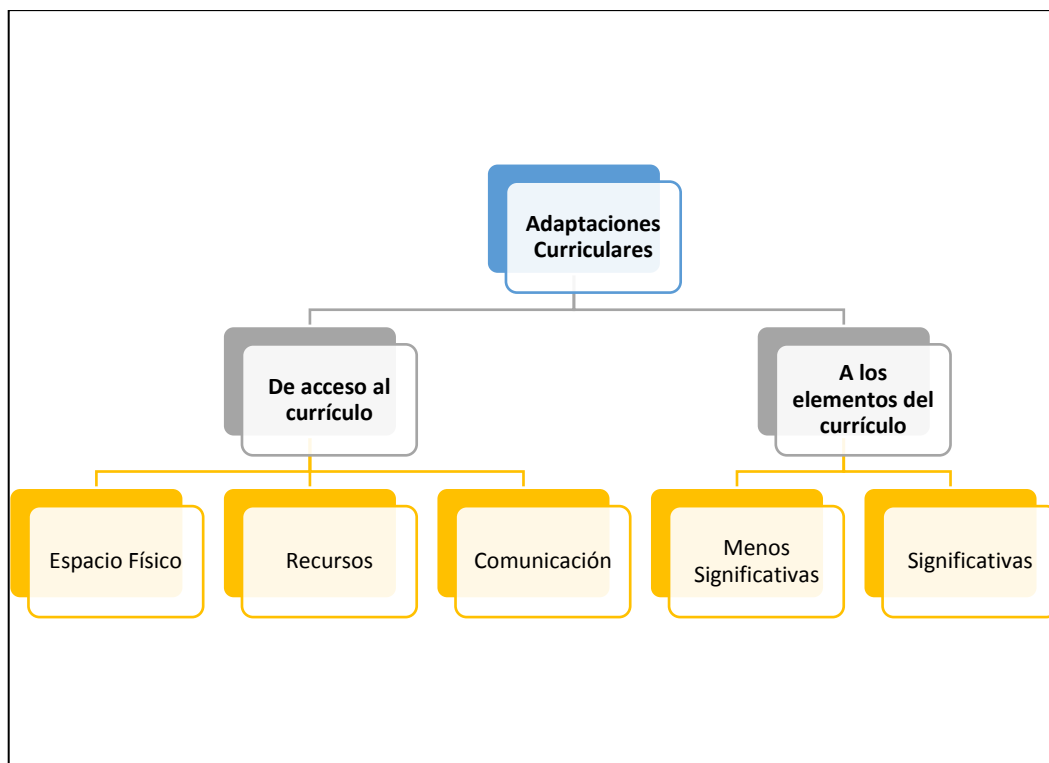 Adaptaciones
Curriculares
De acceso al
currículo
A los
elementos del
currículo
Espacio Físico
Recursos
Comunicación
Menos
Significativas
Significativas